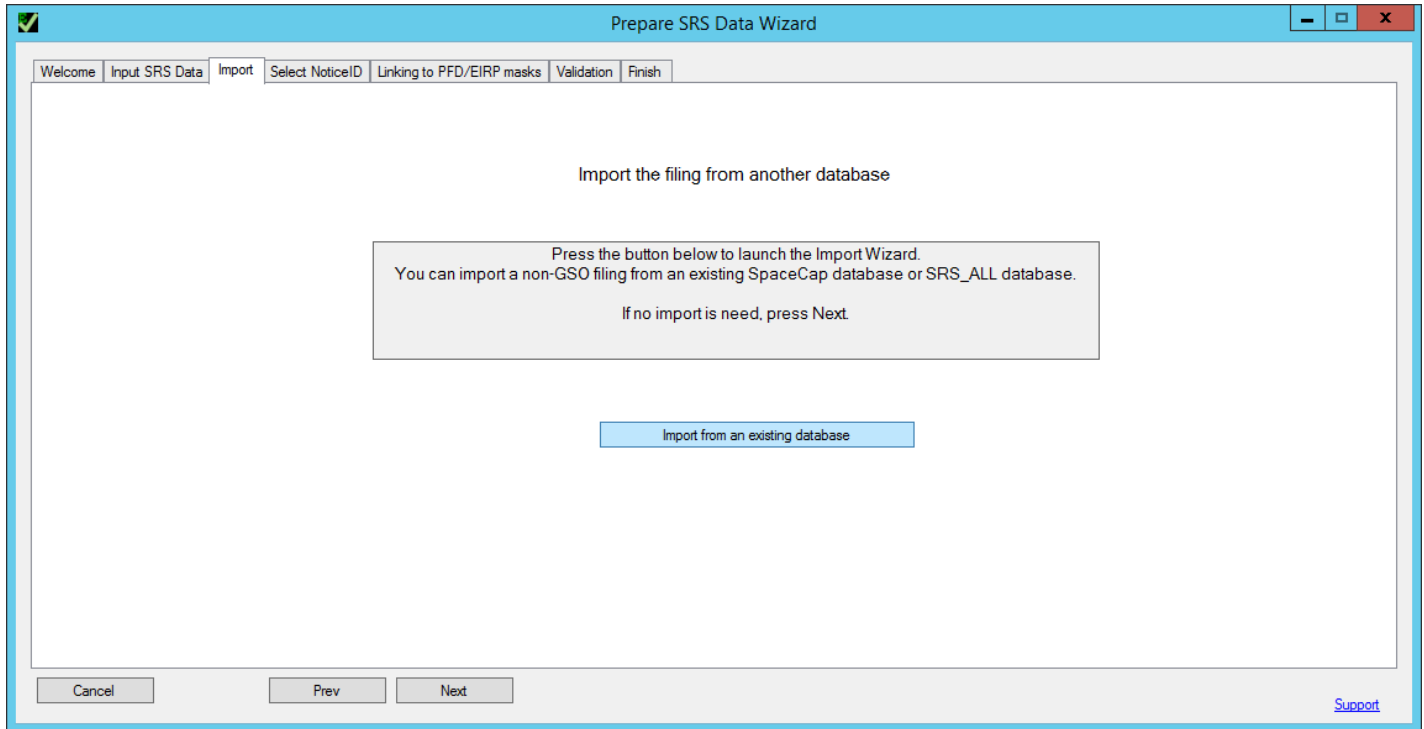 Prepare SRS Data Wizard
Welcome Input SRS Data Import Select NoticeID Linking to PFD/EIRP masks Validation Finish
Import the filing from another database
Press the button below to launch the Import Wizard.
You can import a non-GSO filing from an existing SpaceCap database or SRS_ALL database.
If no import is need, press Next.
Import from an existing database
Cancel Prev Next
Support